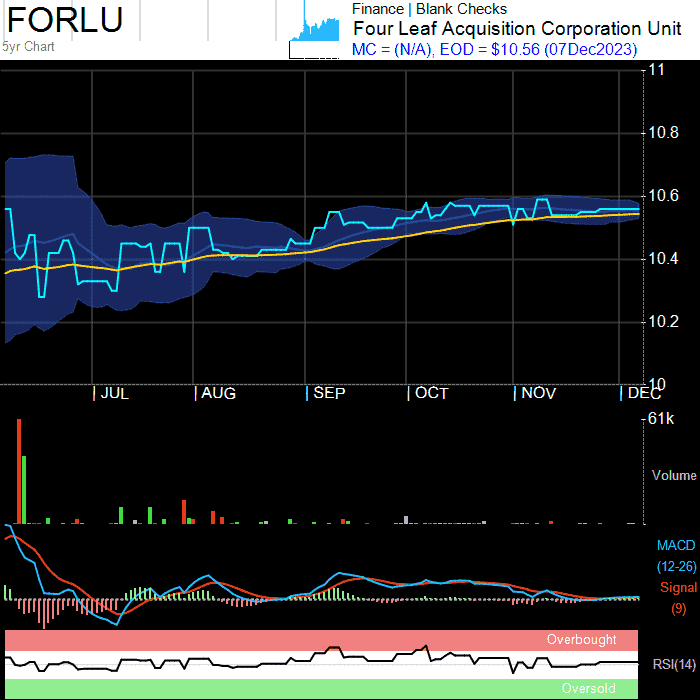 FORLU
5yr Chart
Finance | Blank Checks
Four Leaf Acquisition Corporation Unit
MC = (N/A), EOD = $10.56 (07Dec2023)
11
10.8
10.6
10.4
10.2
10
JUL AUG SEP OCT NOV DEC
61k
Volume
MACD
(12-26)
Signal
(9)
Overbought
RSI(14)
Oversold